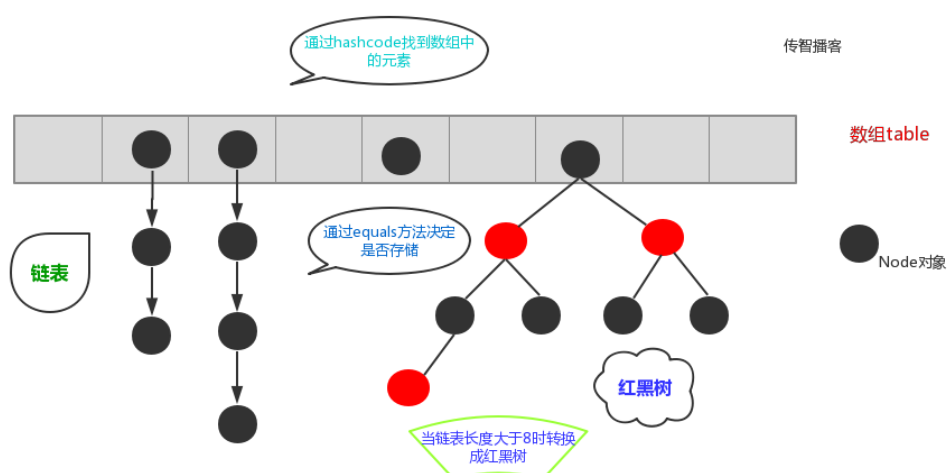 通过hashcode找到数组中
的元素
传智播客
数组table
通过equals方法决定
是否存储
链表
Node对象
红黑树
当链表长度大于8时转换
成红黑树